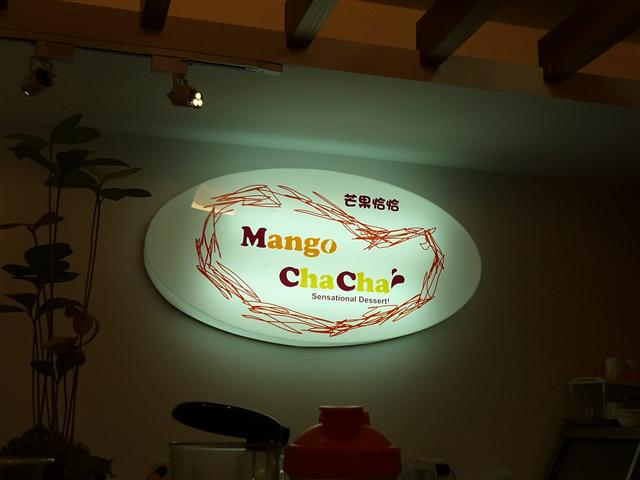 芒果恰恰
Mango
ChaCha
Sensational Dessert!